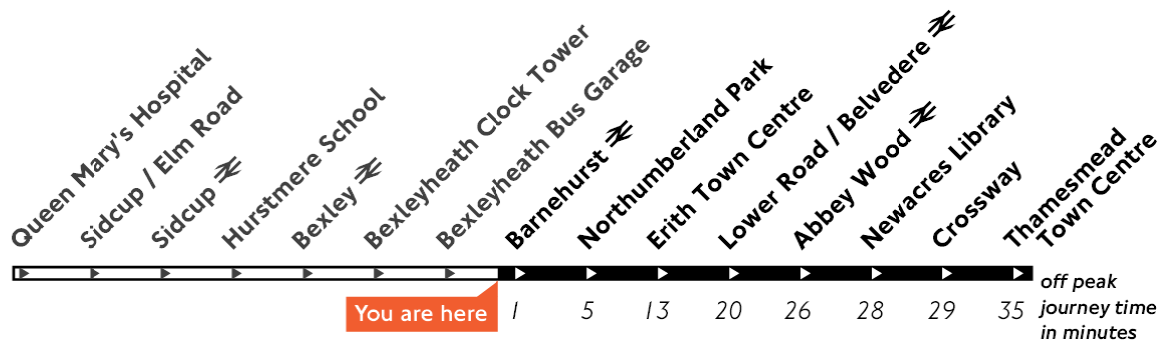 Queen Mary's Hospital
Sidcup / Elm Road
Sidcup
Hurstmere School
Bexley
Bexleyheath Clock Tower
Bexleyheath Bus Garage
Barnehurst
Northumberland Park
Erith Town Centre
Lower Road / Belvedere
Abbey Wood
Newacres Library
Crossway
Thamesmead
Town Centre
You are here
1 5 13 20 26 28 29 35
off peak
journey time
in minutes